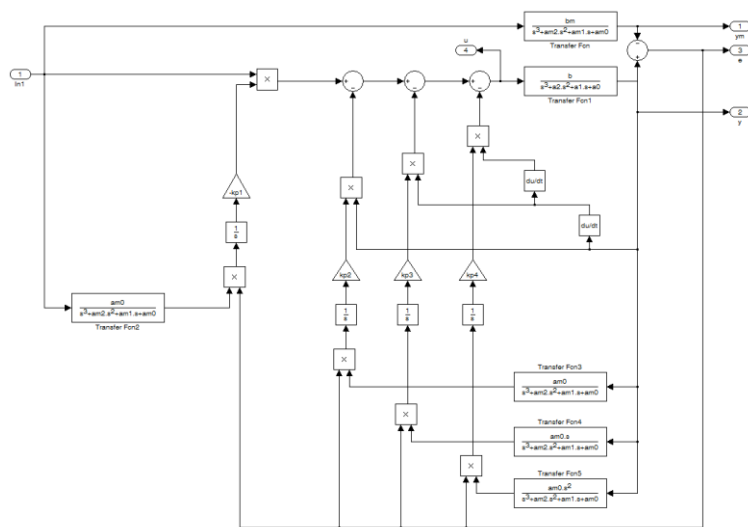 bm
s³+am2.s²+am1.s+am0
Transfer Fcn
1
ym
3
e
u
4
1
In1
×
+
−
+
−
+
−
−
+
b
s³+a2.s²+a1.s+a0
Transfer Fcn1
2
y
×
×
×
du/dt
du/dt
-kp1
1
s
×
kp2
kp3
kp4
am0
s³+am2.s²+am1.s+am0
Transfer Fcn2
1
s
1
s
1
s
×
Transfer Fcn3
am0
s³+am2.s²+am1.s+am0
×
Transfer Fcn4
am0.s
s³+am2.s²+am1.s+am0
×
Transfer Fcn5
am0.s²
s³+am2.s²+am1.s+am0